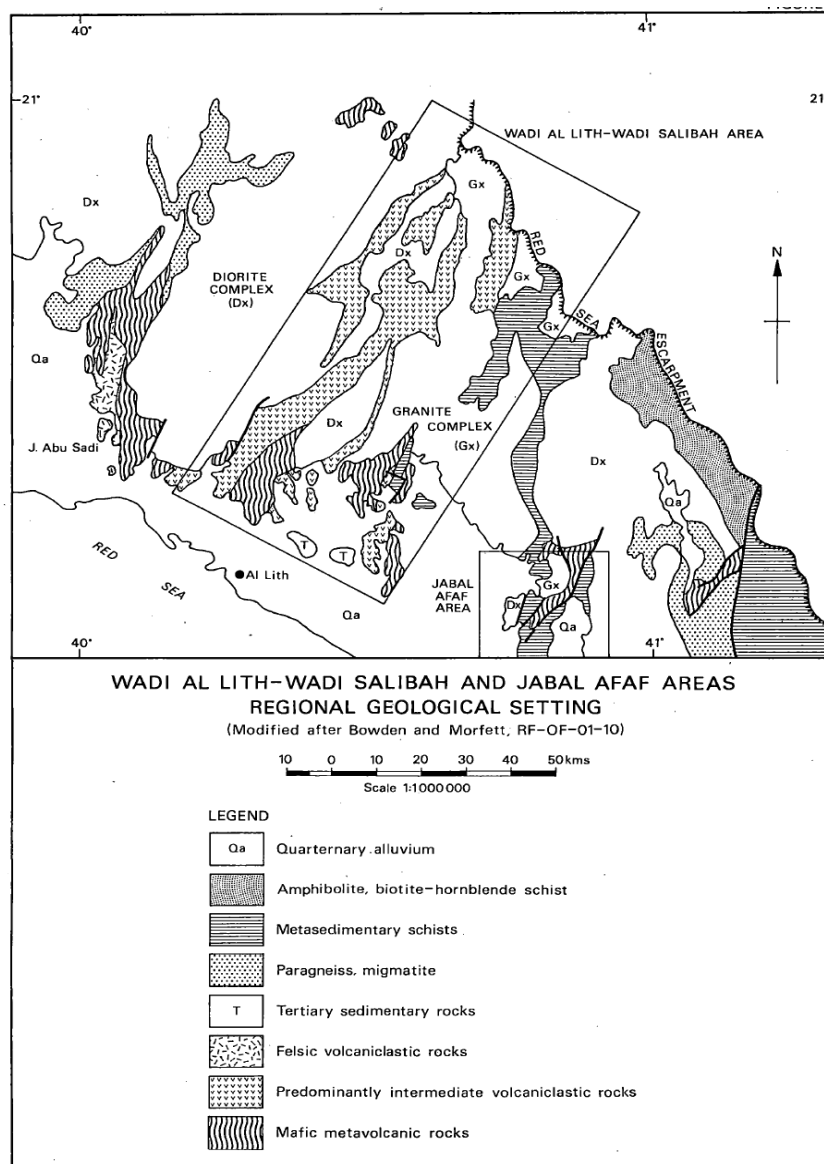 40°
41°
21°
21
WADI AL LITH-WADI SALIBAH AREA
Gx
Dx
RED
Dx
DIORITE
COMPLEX
(Dx)
Gx
Gx
SEA
ESCARPMENT
Qa
GRANITE
COMPLEX
(Gx)
Dx
J. Abu Sadi
Dx
Qa
N
RED
SEA
T
T
Al Lith
JABAL
AFAF
AREA
Gx
Dx
Qa
Qa
40°
41°
WADI AL LITH-WADI SALIBAH AND JABAL AFAF AREAS
REGIONAL GEOLOGICAL SETTING
(Modified after Bowden and Morfett, RF-OF-01-10)
10 0 10 20 30 40 50 kms
Scale 1:1000000
LEGEND
Qa Quarternary alluvium
Amphibolite, biotite-hornblende schist
Metasedimentary schists
Paragneiss, migmatite
T Tertiary sedimentary rocks
Felsic volcaniclastic rocks
Predominantly intermediate volcaniclastic rocks
Mafic metavolcanic rocks